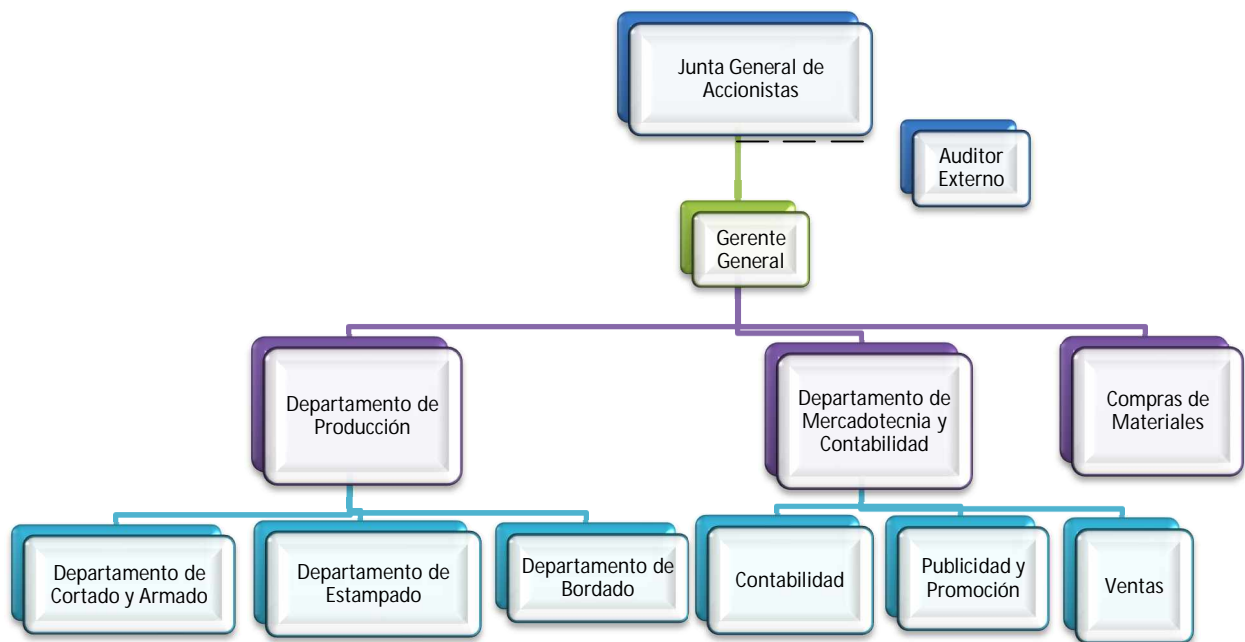 Junta General de
Accionistas
Auditor
Externo
Gerente
General
Departamento de
Producción
Departamento de
Mercadotecnia y
Contabilidad
Compras de
Materiales
Departamento de
Cortado y Armado
Departamento de
Estampado
Departamento de
Bordado
Contabilidad
Publicidad y
Promoción
Ventas